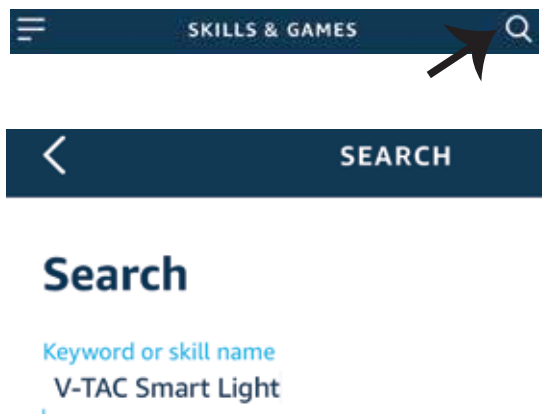 SKILLS & GAMES
SEARCH
Search
Keyword or skill name
V-TAC Smart Light